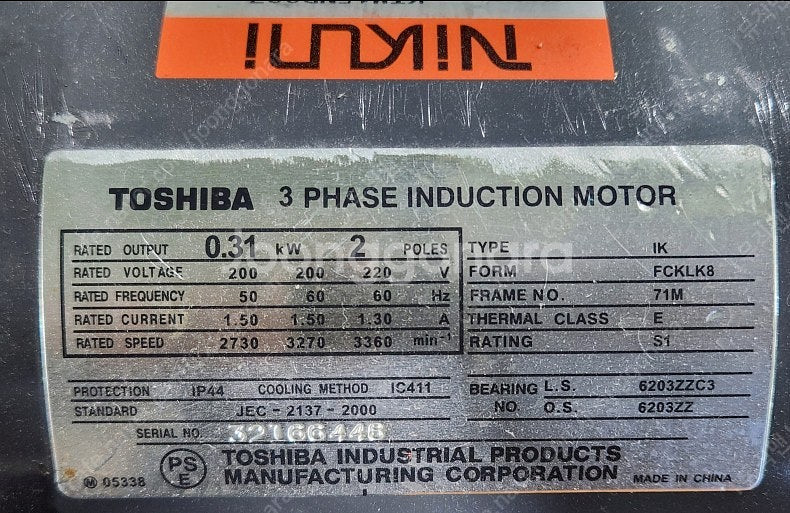 NIKUNI
TOSHIBA 3 PHASE INDUCTION MOTOR
RATED OUTPUT 0.31 kW 2 POLES
RATED VOLTAGE 200 200 220 V
RATED FREQUENCY 50 60 60 Hz
RATED CURRENT 1.50 1.50 1.30 A
RATED SPEED 2730 3270 3360 min⁻¹
TYPE IK
FORM FCKLK8
FRAME NO. 71M
THERMAL CLASS E
RATING S1
PROTECTION IP44 COOLING METHOD IC411
STANDARD JEC-2137-2000
BEARING NO. L.S. 6203ZZC3
O.S. 6203ZZ
SERIAL NO. 32166446
PS
E
TOSHIBA INDUSTRIAL PRODUCTS
MANUFACTURING CORPORATION
M 05338
MADE IN CHINA
joonggonara